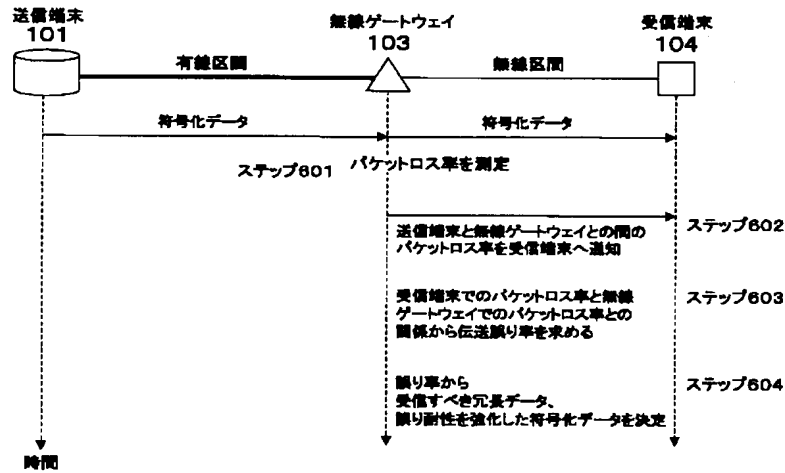 送信端末
101
無線ゲートウェイ
103
受信端末
104
有線区間
無線区間
符号化データ
符号化データ
ステップ601
パケットロス率を測定
送信端末と無線ゲートウェイとの間の
パケットロス率を受信端末へ通知
ステップ602
受信端末でのパケットロス率と無線
ゲートウェイでのパケットロス率との
関係から伝送誤り率を求める
ステップ603
誤り率から
受信すべき冗長データ、
誤り耐性を強化した符号化データを決定
ステップ604
時間